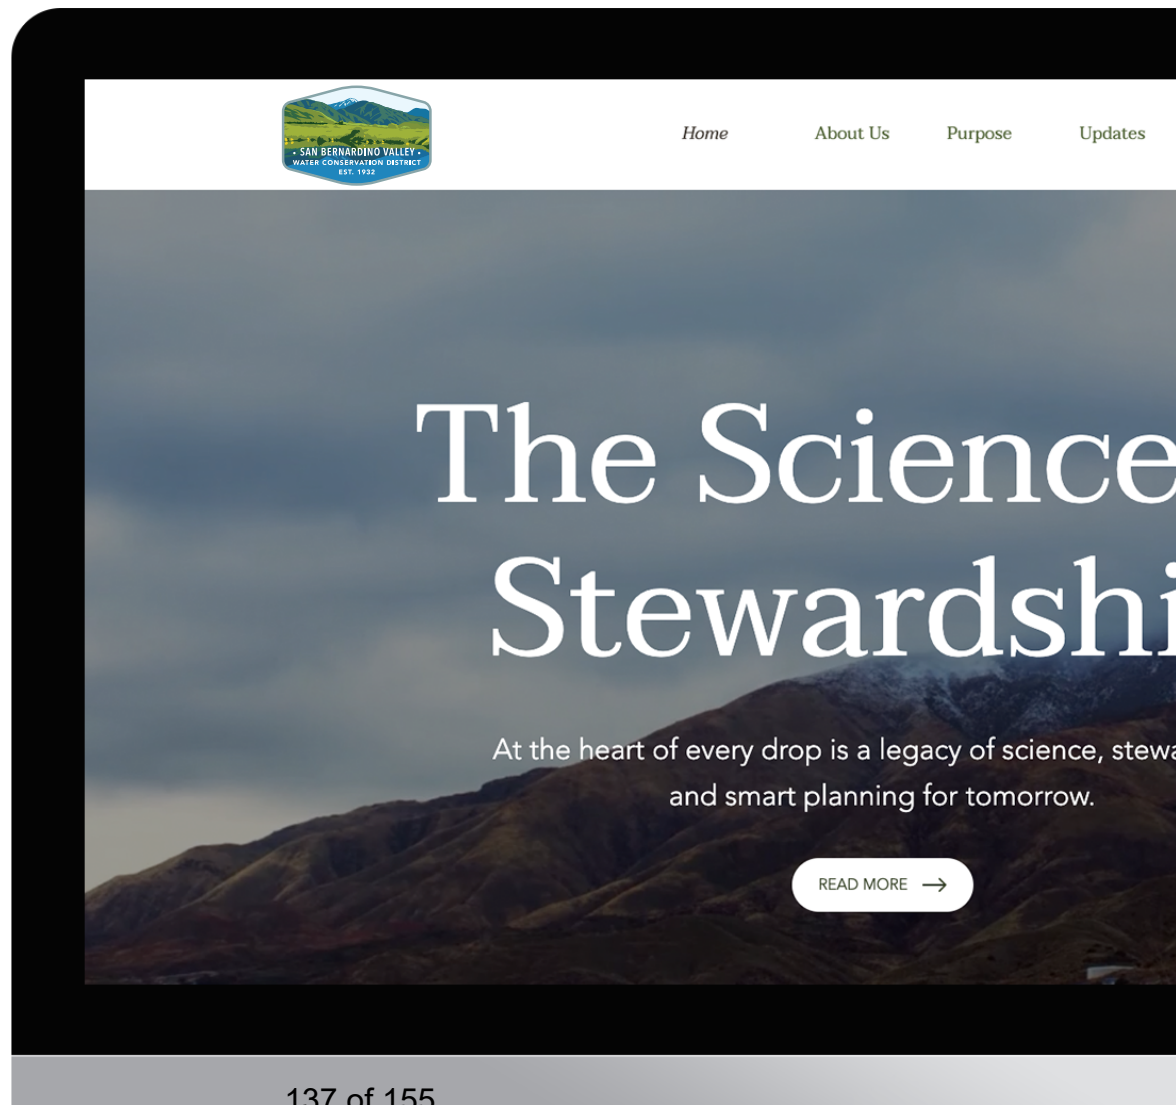 • SAN BERNARDINO VALLEY •
WATER CONSERVATION DISTRICT
EST. 1932
Home About Us Purpose Updates
The Science
Stewardshi
At the heart of every drop is a legacy of science, stewa
and smart planning for tomorrow.
READ MORE →
137 of 155